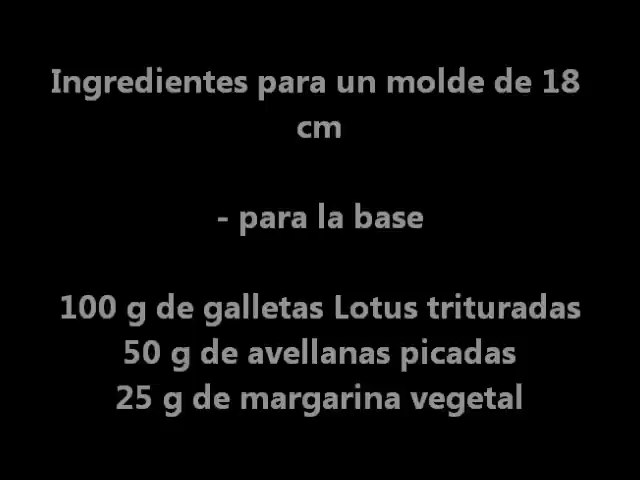 Ingredientes para un molde de 18
cm
- para la base
100 g de galletas Lotus trituradas
50 g de avellanas picadas
25 g de margarina vegetal